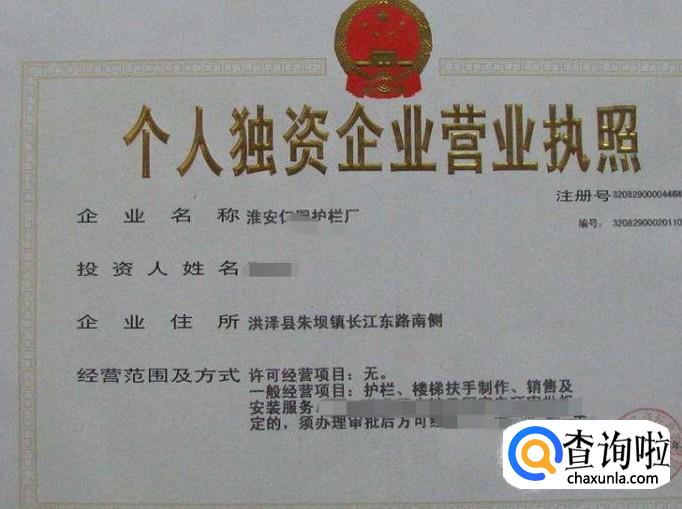 个人独资企业营业执照
注册号 3208290000446
编号: 32082900020110
企业名称 淮安仁 护栏厂
投资人姓名
企业住所 洪泽县朱坝镇长江东路南侧
经营范围及方式 许可经营项目: 无。
一般经营项目: 护栏、楼梯扶手制作、销售及
安装服务;
定的, 须办理审批后方可经
查询啦
chaxunla.com